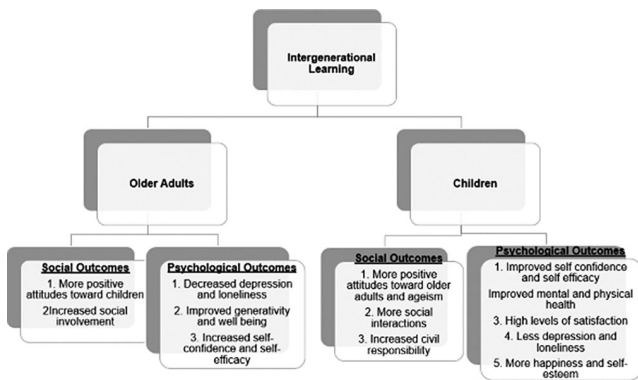 Intergenerational
Learning
Older Adults
Children
Social Outcomes
1. More positive
attitudes toward children
2Increased social
involvement
Psychological Outcomes
1. Decreased depression
and loneliness
2. Improved generativity
and well being
3. Increased self-
confidence and self-
efficacy
Social Outcomes
1. More positive
attitudes toward older
adults and ageism
2. More social
interactions
3. Increased civil
responsibility
Psychological Outcomes
1. Improved self confidence
and self efficacy
Improved mental and physical
health
3. High levels of satisfaction
4. Less depression and
loneliness
5. More happiness and self-
esteem